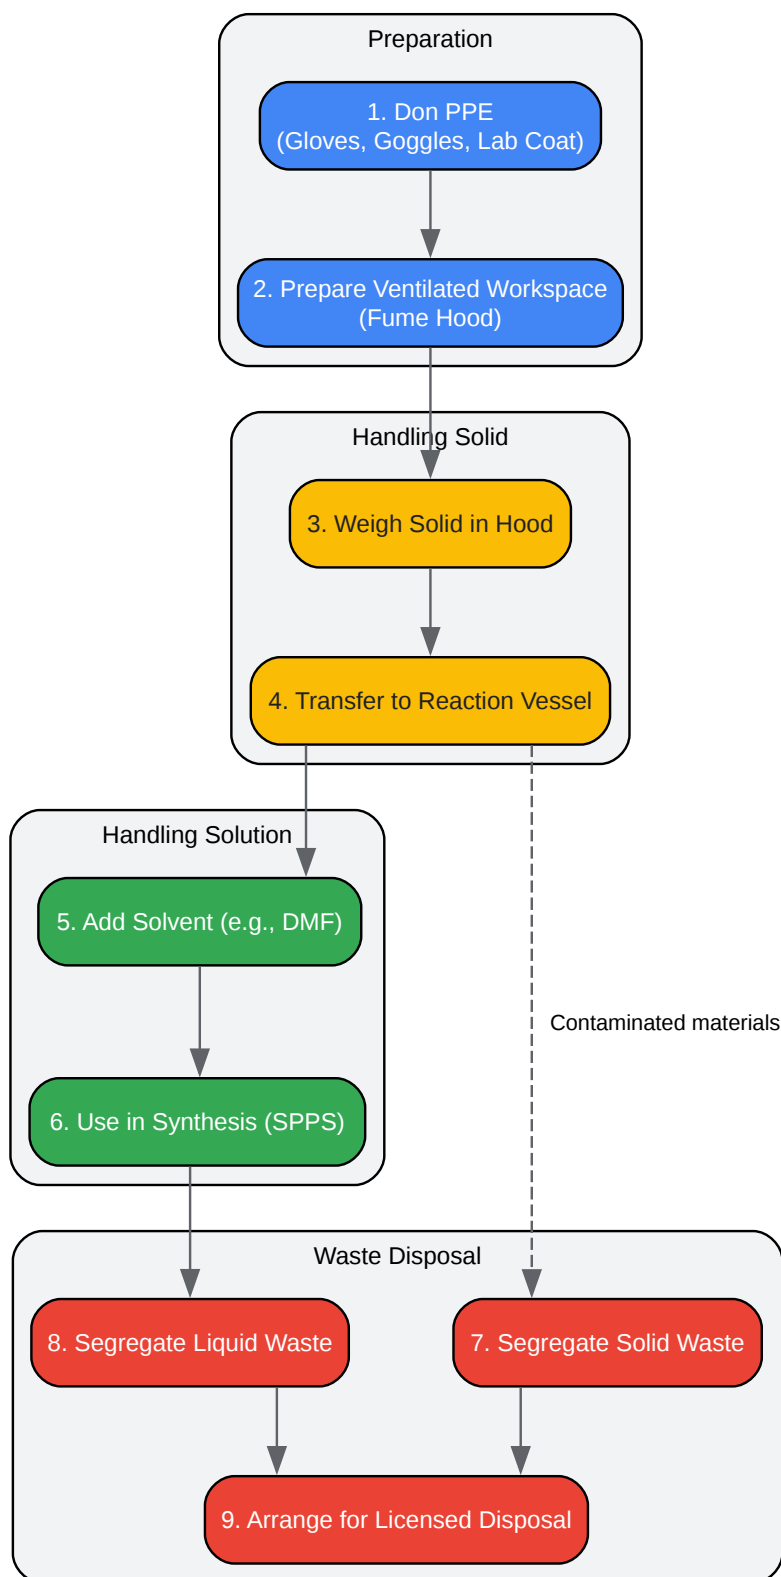 Preparation
1. Don PPE
(Gloves, Goggles, Lab Coat)
2. Prepare Ventilated Workspace
(Fume Hood)
Handling Solid
3. Weigh Solid in Hood
4. Transfer to Reaction Vessel
Handling Solution
5. Add Solvent (e.g., DMF)
Contaminated materials
6. Use in Synthesis (SPPS)
Waste Disposal
8. Segregate Liquid Waste
7. Segregate Solid Waste
9. Arrange for Licensed Disposal